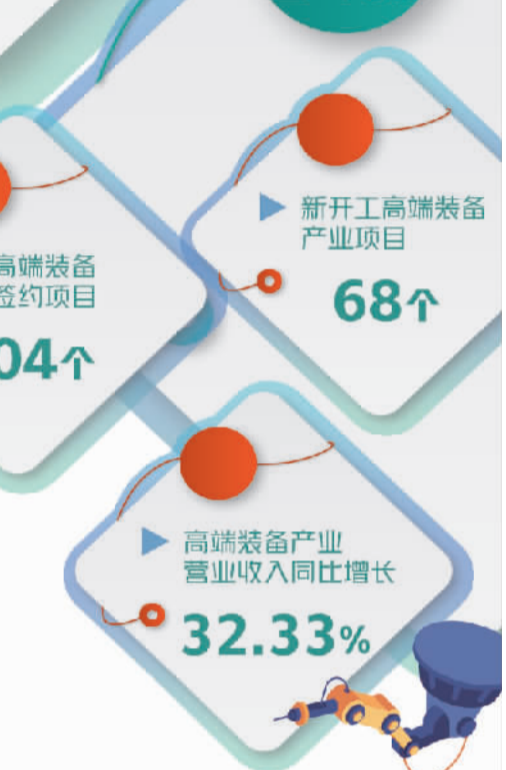 新开工高端装备
产业项目
68个
高端装备
签约项目
04个
高端装备产业
营业收入同比增长
32.33%